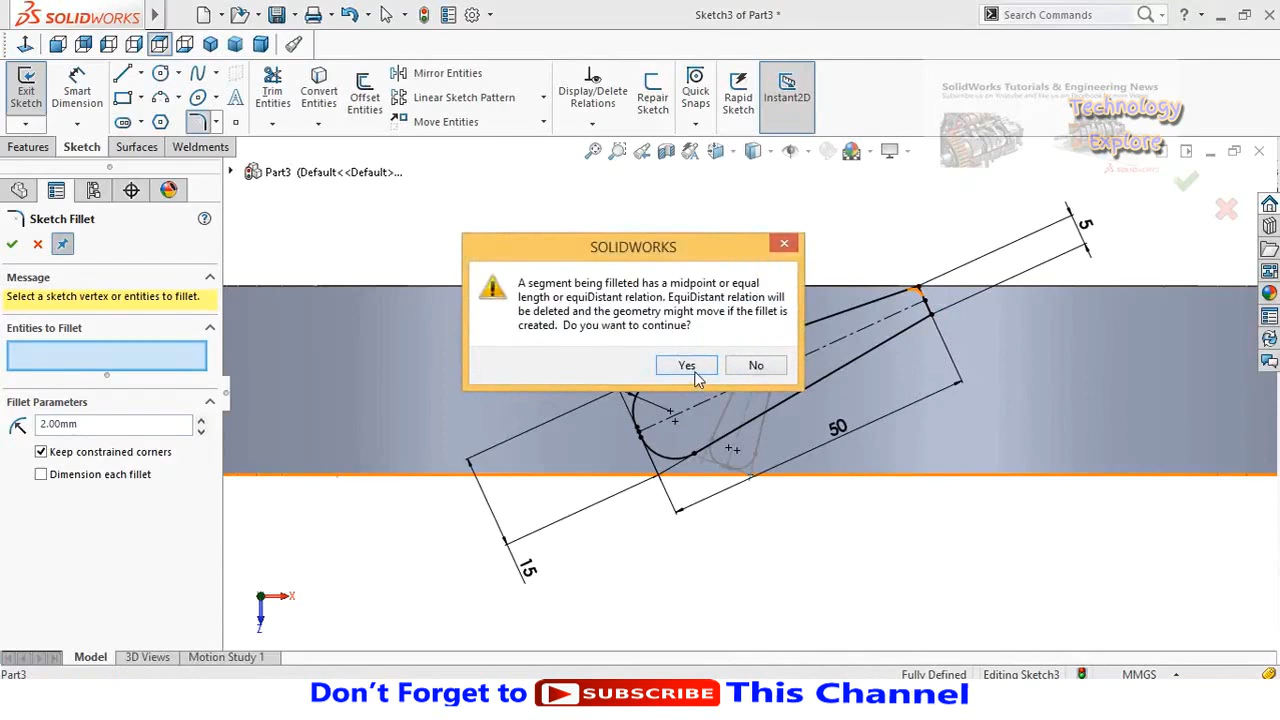 SOLIDWORKS
Sketch3 of Part3 *
Search Commands
?
Exit Sketch
Smart Dimension
Trim Entities
Convert Entities
Offset Entities
Mirror Entities
Linear Sketch Pattern
Move Entities
Display/Delete Relations
Repair Sketch
Quick Snaps
Rapid Sketch
Instant2D
SolidWorks Tutorials & Engineering News
Technology
Explore
SOLIDWORKS
Features
Sketch
Surfaces
Weldments
Part3 (Default<<Default>...
Sketch Fillet
?
Message
Select a sketch vertex or entities to fillet.
Entities to Fillet
Fillet Parameters
2.00mm
Keep constrained corners
Dimension each fillet
SOLIDWORKS
A segment being filleted has a midpoint or equal
length or equiDistant relation. EquiDistant relation will
be deleted and the geometry might move if the fillet is
created. Do you want to continue?
Yes
No
5
50
15
X
Z
Model
3D Views
Motion Study 1
Part3
Fully Defined
Editing Sketch3
MMGS
Don't Forget to SUBSCRIBE This Channel